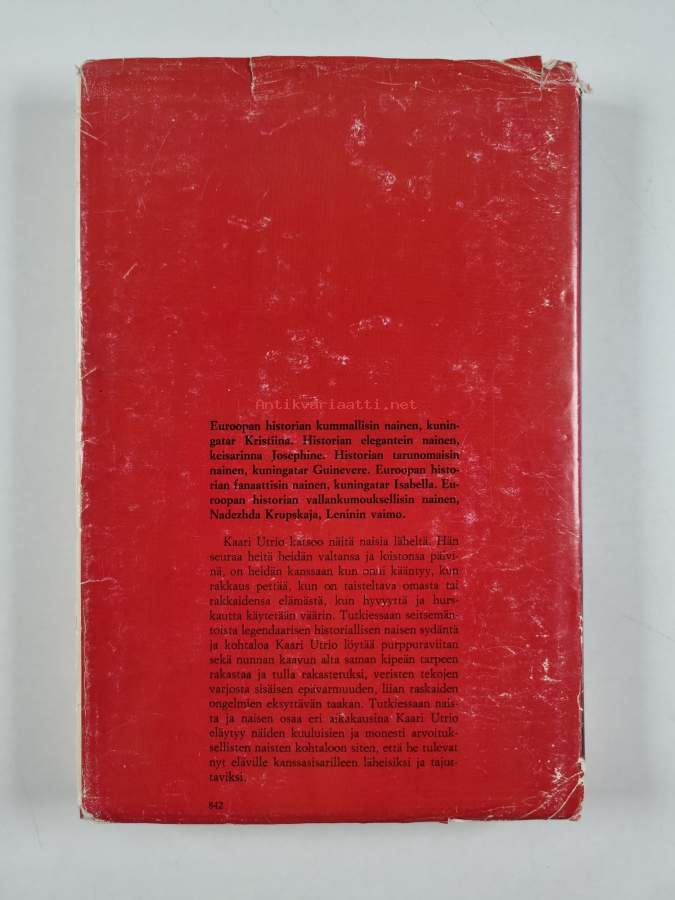 Antikvariaatti.net
Euroopan historian kummallisin nainen, kunin-
gatar Kristiina. Historian elegantein nainen,
keisarinna Josephine. Historian tarunomaisin
nainen, kuningatar Guinevere. Euroopan histo-
rian fanaattisin nainen, kuningatar Isabella. Eu-
roopan historian vallankumouksellisin nainen,
Nadezhda Krupskaja, Leninin vaimo.
Kaari Utrio katsoo näitä naisia läheltä. Hän
seuraa heitä heidän valtansa ja loistonsa päivi-
nä, on heidän kanssaan kun onni kääntyy, kun
rakkaus pettää, kun on taisteltava omasta tai
rakkaidensa elämästä, kun hyvyyttä ja hurs-
kautta käytetään väärin. Tutkiessaan seitsemän-
toista legendaarisen historiallisen naisen sydäntä
ja kohtaloa Kaari Utrio löytää purppuraviitan
sekä nunnan kaavun alta saman kipeän tarpeen
rakastaa ja tulla rakastetuksi, veristen tekojen
varjosta sisäisen epävarmuuden, liian raskaiden
ongelmien eksyttävän taakan. Tutkiessaan nais-
ta ja naisen osaa eri aikakausina Kaari Utrio
eläytyy näiden kuuluisien ja monesti arvoituk-
sellisten naisten kohtaloon siten, että he tulevat
nyt eläville kanssasisarilleen läheisiksi ja tajut-
taviksi.
842